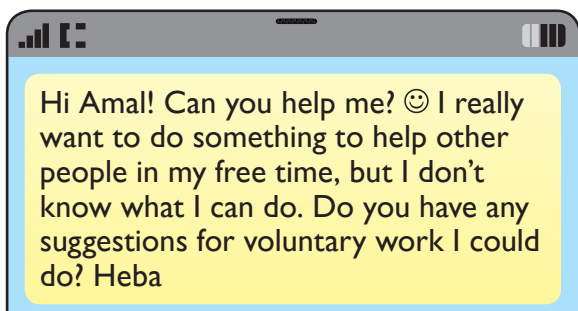 Hi Amal! Can you help me? ☺ I really
want to do something to help other
people in my free time, but I don’t
know what I can do. Do you have any
suggestions for voluntary work I could
do? Heba